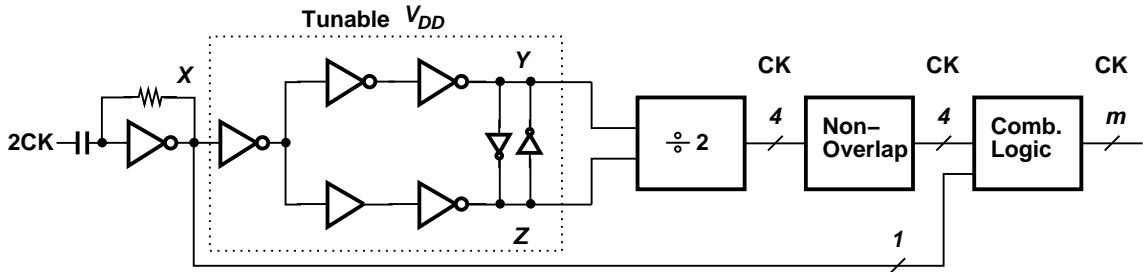 Tunable V_DD
X
Y
CK
CK
CK
2CK
÷ 2
4
Non–
Overlap
4
Comb.
Logic
m
Z
1